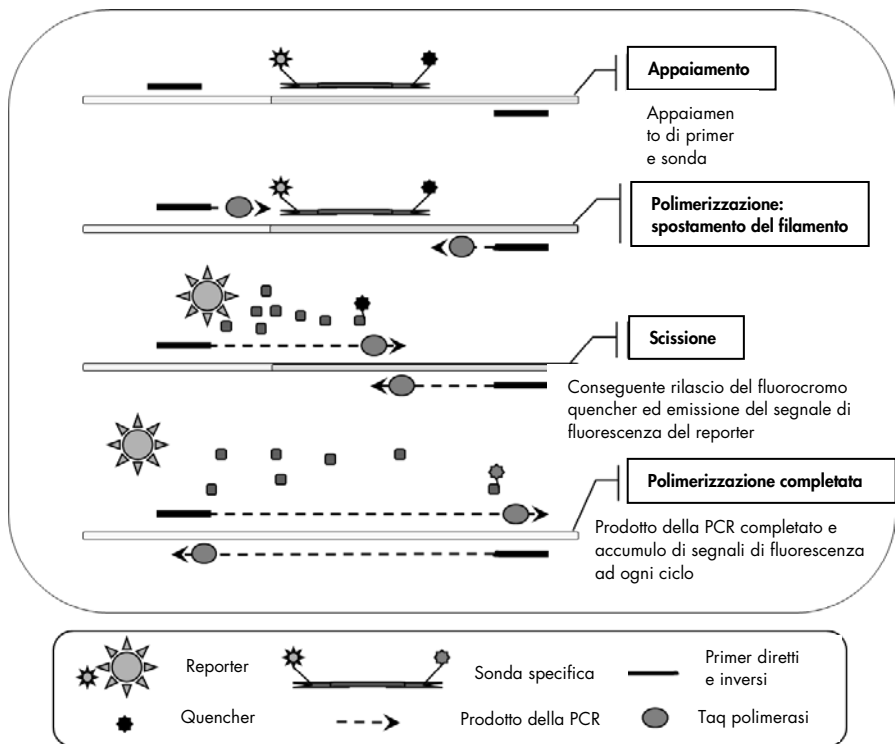 Appaiamento
Appaiamen
to di primer
e sonda
Polimerizzazione:
spostamento del filamento
Scissione
Conseguente rilascio del fluorocromo
quencher ed emissione del segnale di
fluorescenza del reporter
Polimerizzazione completata
Prodotto della PCR completato e
accumulo di segnali di fluorescenza
ad ogni ciclo
Reporter
Sonda specifica
Primer diretti
e inversi
Quencher
Prodotto della PCR
Taq polimerasi